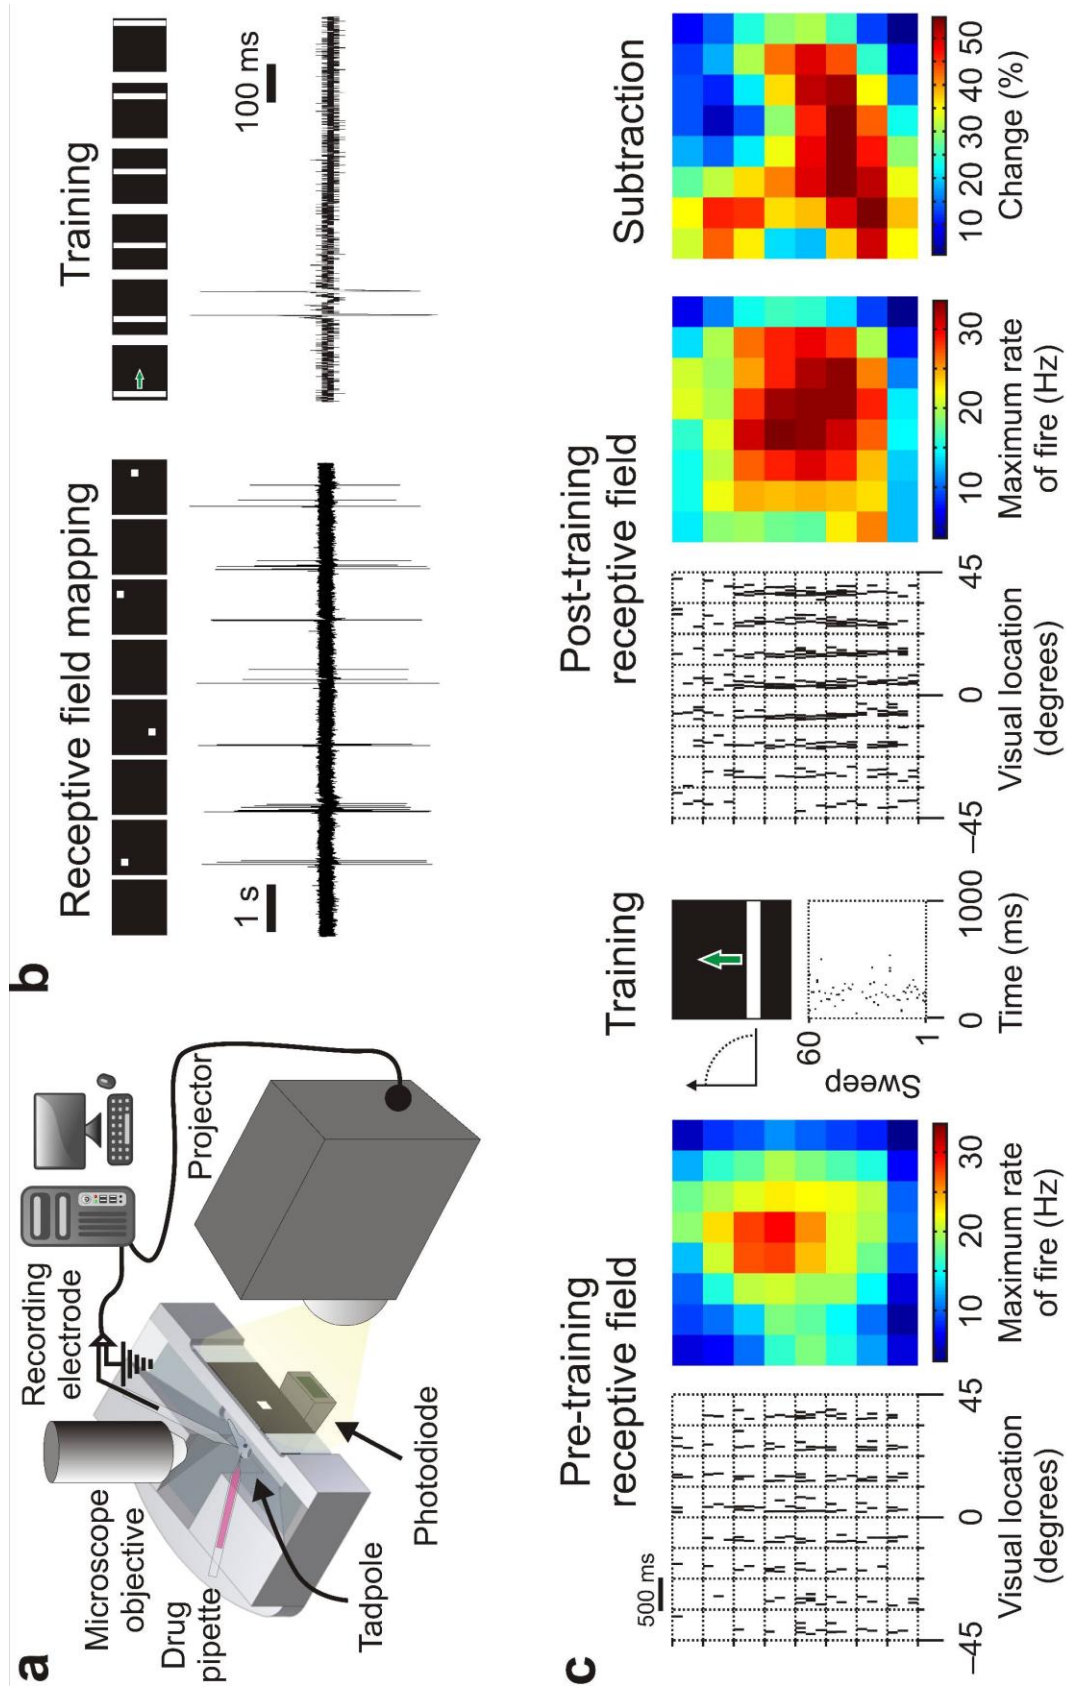 a
Microscope
objective
Recording
electrode
Drug
pipette
Tadpole
Photodiode
Projector
b
Receptive field mapping
1 s
Training
100 ms
c
Pre-training
receptive field
500 ms
−45
0
45
Visual location
(degrees)
10
20
30
Maximum rate
of fire (Hz)
Training
60
1
Sweep
0
1000
Time (ms)
Post-training
receptive field
−45
0
45
Visual location
(degrees)
10
20
30
Maximum rate
of fire (Hz)
Subtraction
10
20
30
40
50
Change (%)